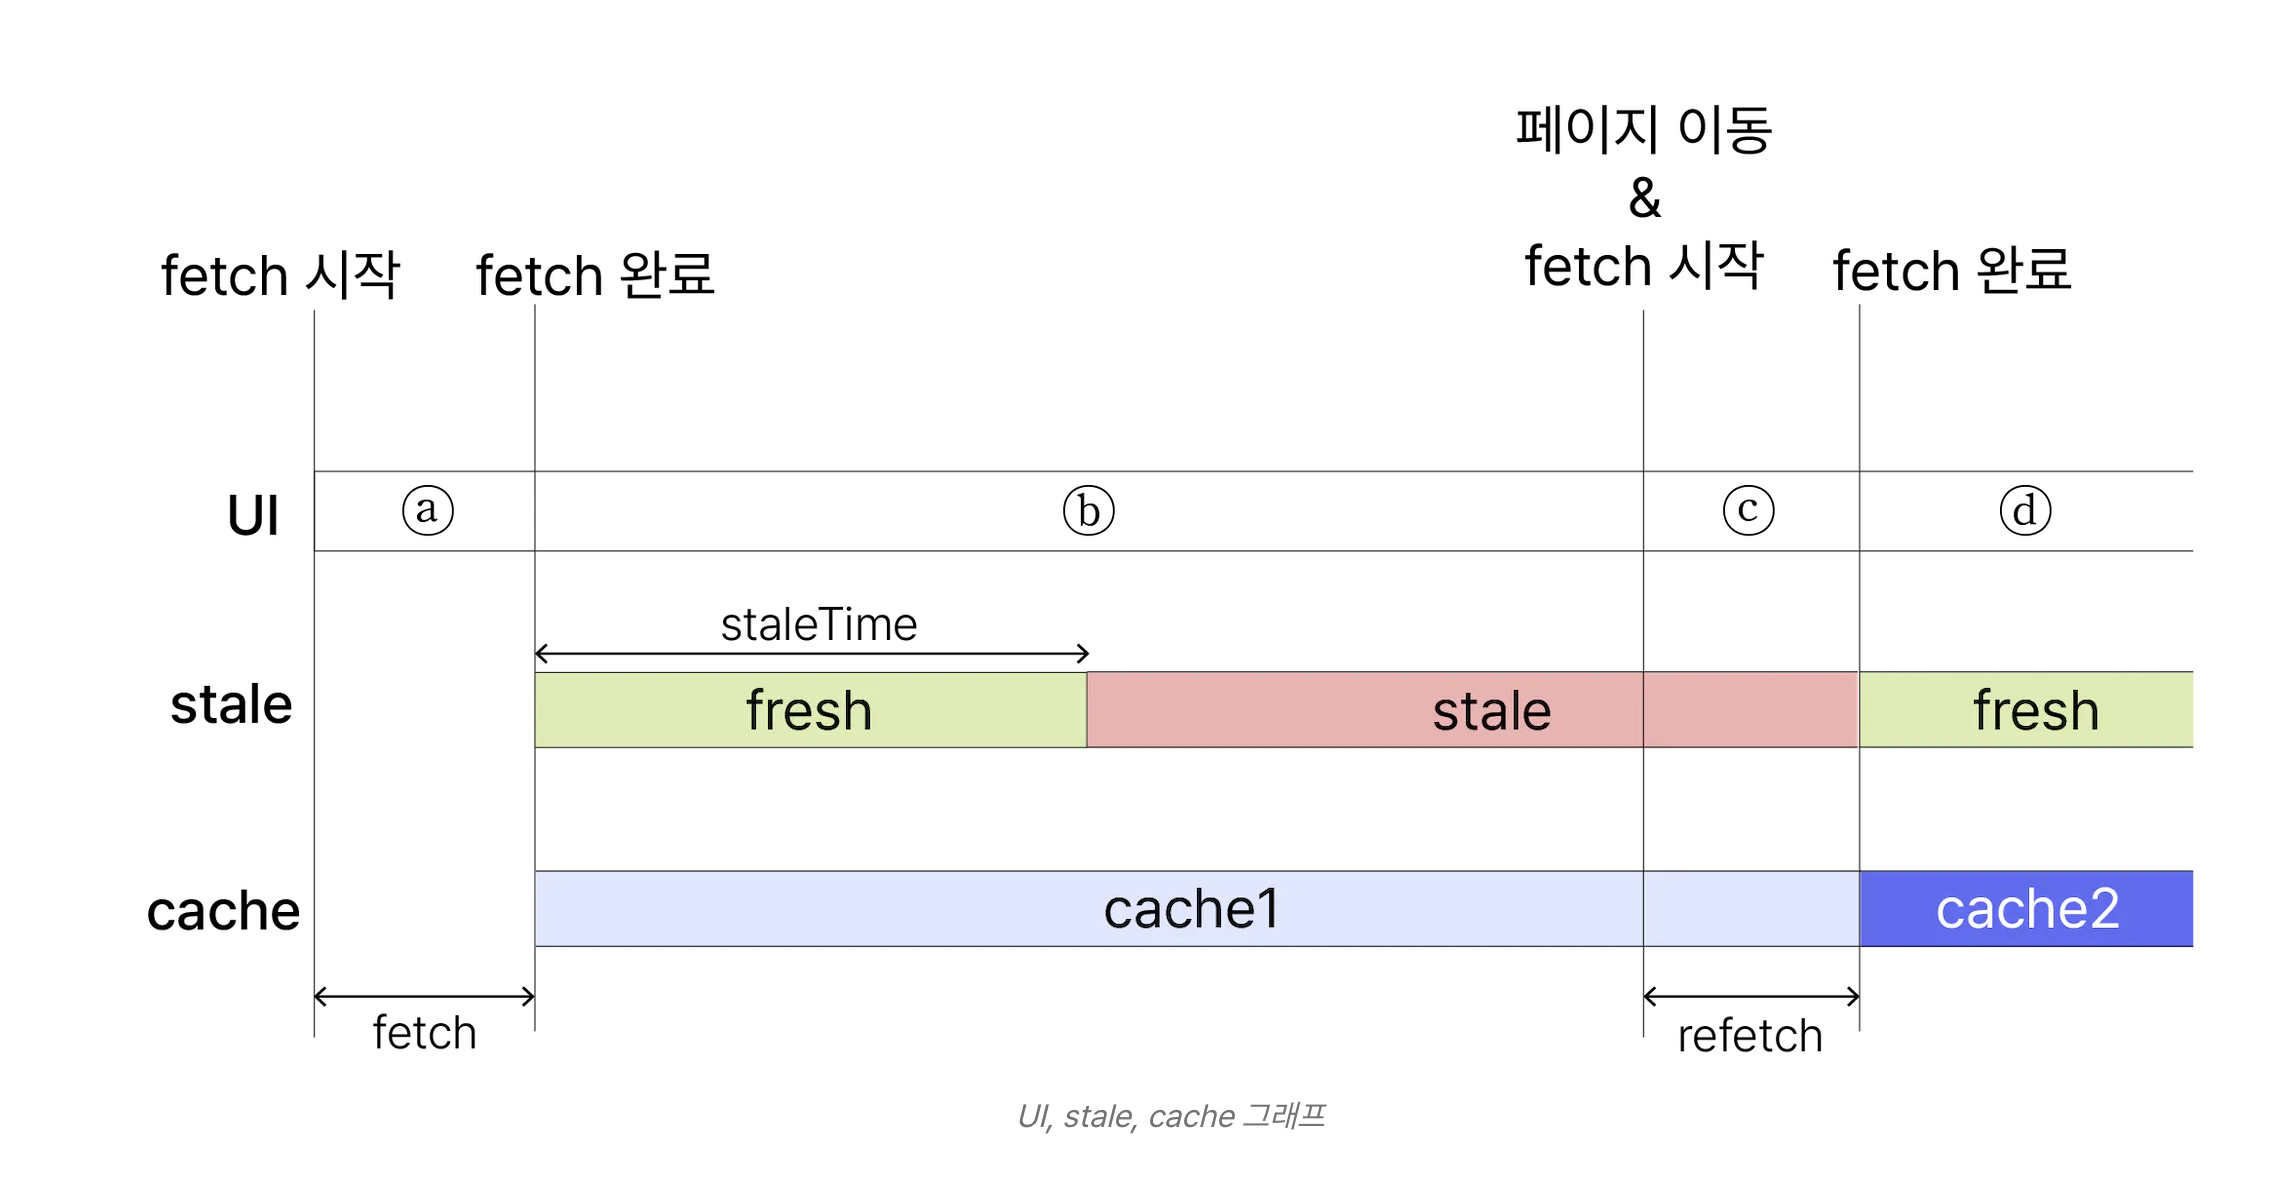 페이지 이동
&
fetch 시작
fetch 시작
fetch 완료
fetch 완료
UI
ⓐ
ⓑ
ⓒ
ⓓ
staleTime
stale
fresh
stale
fresh
cache
cache1
cache2
fetch
refetch
UI, stale, cache 그래프